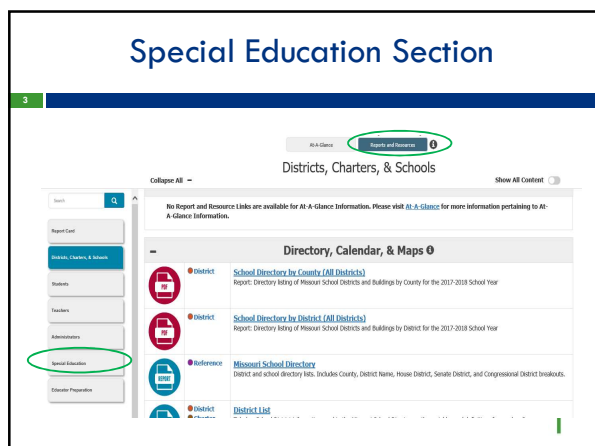 Special Education Section
3
At-A-Glance
Reports and Resources
Districts, Charters, & Schools
Collapse All −
Show All Content
Search
No Report and Resource Links are available for At-A-Glance Information. Please visit At-A-Glance for more information pertaining to At-
A-Glance Information.
Report Card
Districts, Charters, & Schools
Students
Teachers
Administrators
Special Education
Educator Preparation
− Directory, Calendar, & Maps
PDF
District
School Directory by County (All Districts)
Report: Directory listing of Missouri School Districts and Buildings by County for the 2017-2018 School Year
PDF
District
School Directory by District (All Districts)
Report: Directory listing of Missouri School Districts and Buildings by District for the 2017-2018 School Year
REPORT
Reference
Missouri School Directory
District and school directory lists. Includes County, District Name, House District, Senate District, and Congressional District breakouts.
District
District List